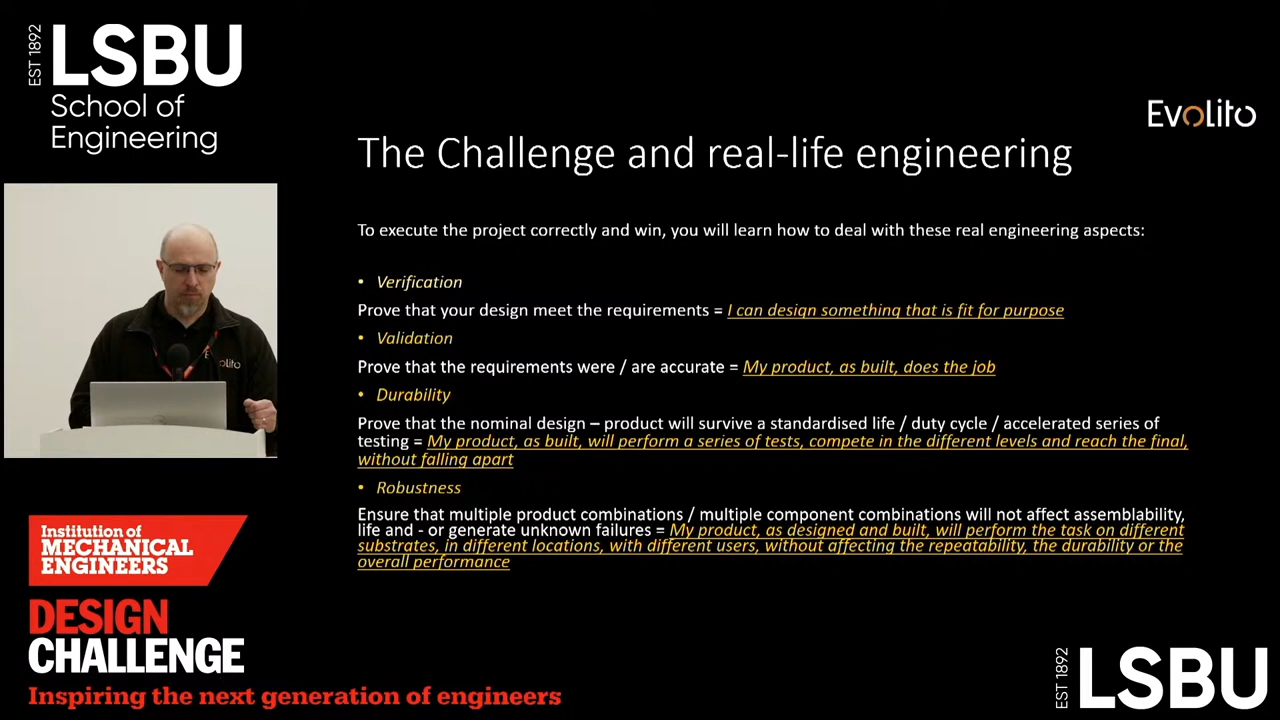 EST 1892
LSBU
School of
Engineering
Evolito
The Challenge and real-life engineering
To execute the project correctly and win, you will learn how to deal with these real engineering aspects:
• Verification
Prove that your design meet the requirements = I can design something that is fit for purpose
• Validation
Prove that the requirements were / are accurate = My product, as built, does the job
• Durability
Prove that the nominal design – product will survive a standardised life / duty cycle / accelerated series of
testing = My product, as built, will perform a series of tests, compete in the different levels and reach the final,
without falling apart
• Robustness
Ensure that multiple product combinations / multiple component combinations will not affect assemblability,
life and - or generate unknown failures = My product, as designed and built, will perform the task on different
substrates, in different locations, with different users, without affecting the repeatability, the durability or the
overall performance
Evolito
Institution of
MECHANICAL
ENGINEERS
DESIGN
CHALLENGE
Inspiring the next generation of engineers
EST 1892
LSBU